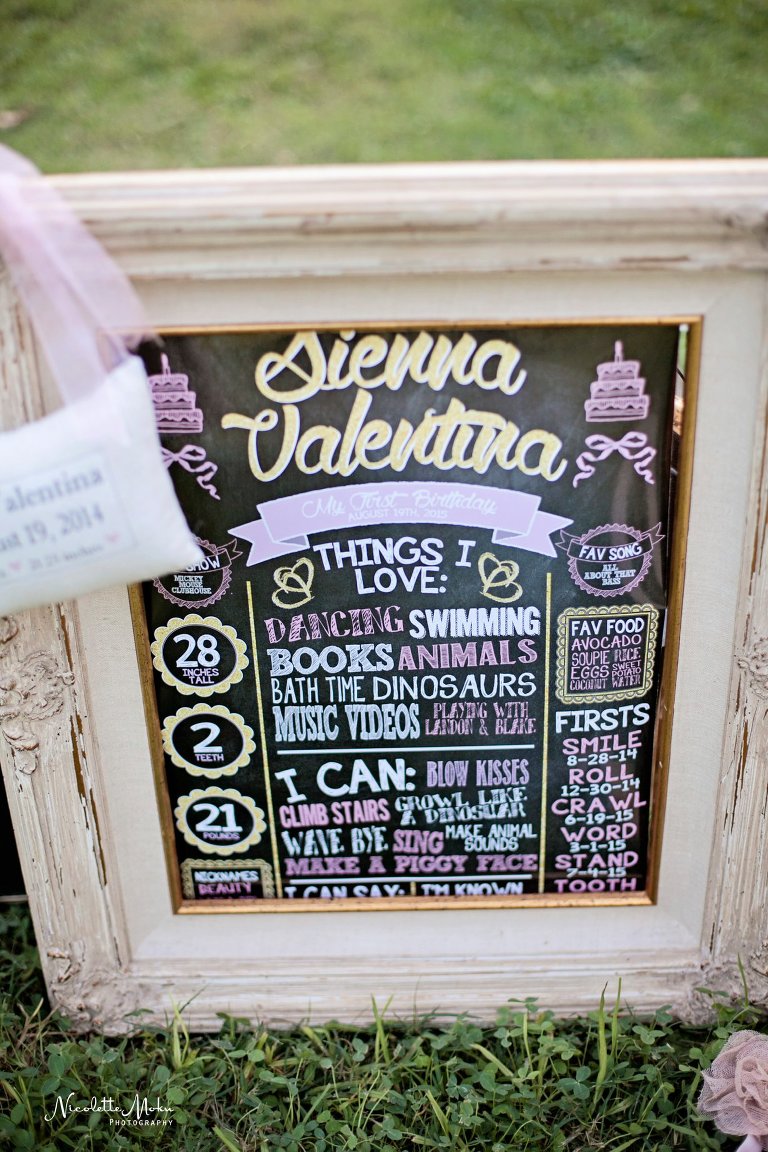 Sienna
Valentina
My First Birthday
AUGUST 19TH, 2015
THINGS I
LOVE:
DANCING SWIMMING
BOOKS ANIMALS
BATH TIME DINOSAURS
MUSIC VIDEOS PLAYING WITH
LANDON & BLAKE
I CAN: BLOW KISSES
CLIMB STAIRS GROWL LIKE
A DINOSUAR
WAVE BYE SING MAKE ANIMAL
SOUNDS
MAKE A PIGGY FACE
I CAN SAY: I'M KNOWN
SHOW
MICKEY
MOUSE
CLUBHOUSE
28
INCHES
TALL
2
TEETH
21
POUNDS
NICKNAMES
BEAUTY
FAV SONG
ALL
ABOUT THAT
BASS
FAV FOOD
AVOCADO
SOUPIE RICE
EGGS SWEET
POTATO
COCONUT WATER
FIRSTS
SMILE
8-28-14
ROLL
12-30-14
CRAWL
6-19-15
WORD
3-1-15
STAND
7-4-15
TOOTH
Valentina
ust 19, 2014
Nicolette Mohn
PHOTOGRAPHY